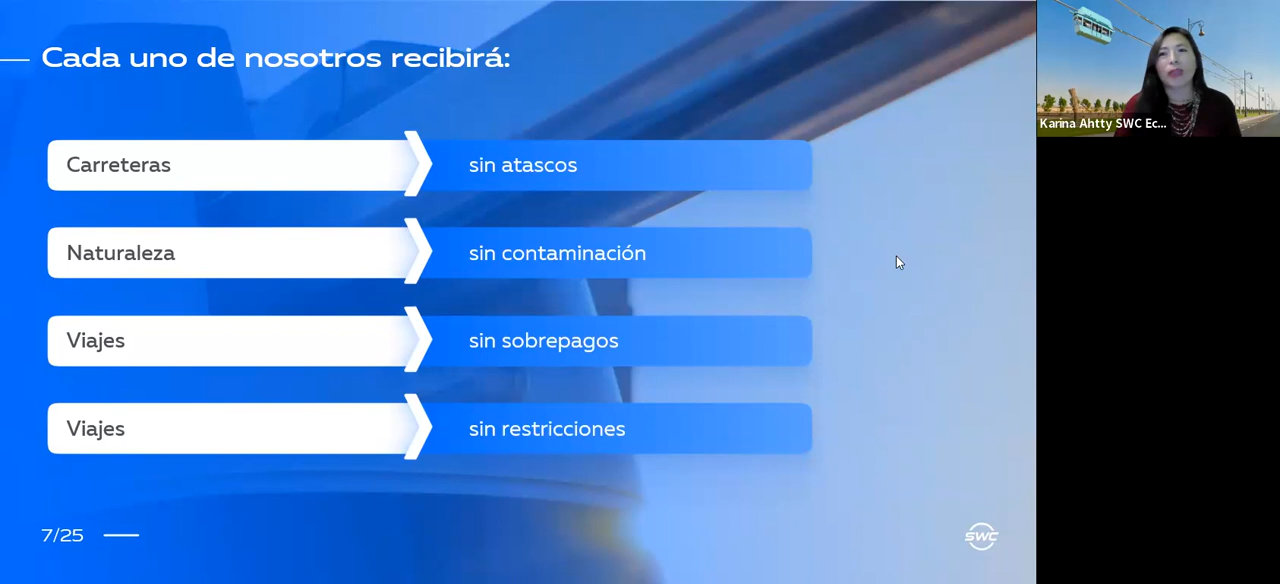 Cada uno de nosotros recibirá:
Carreteras
sin atascos
Naturaleza
sin contaminación
Viajes
sin sobrepagos
Viajes
sin restricciones
7/25
SWC
Karina Ahtty SWC Ec...